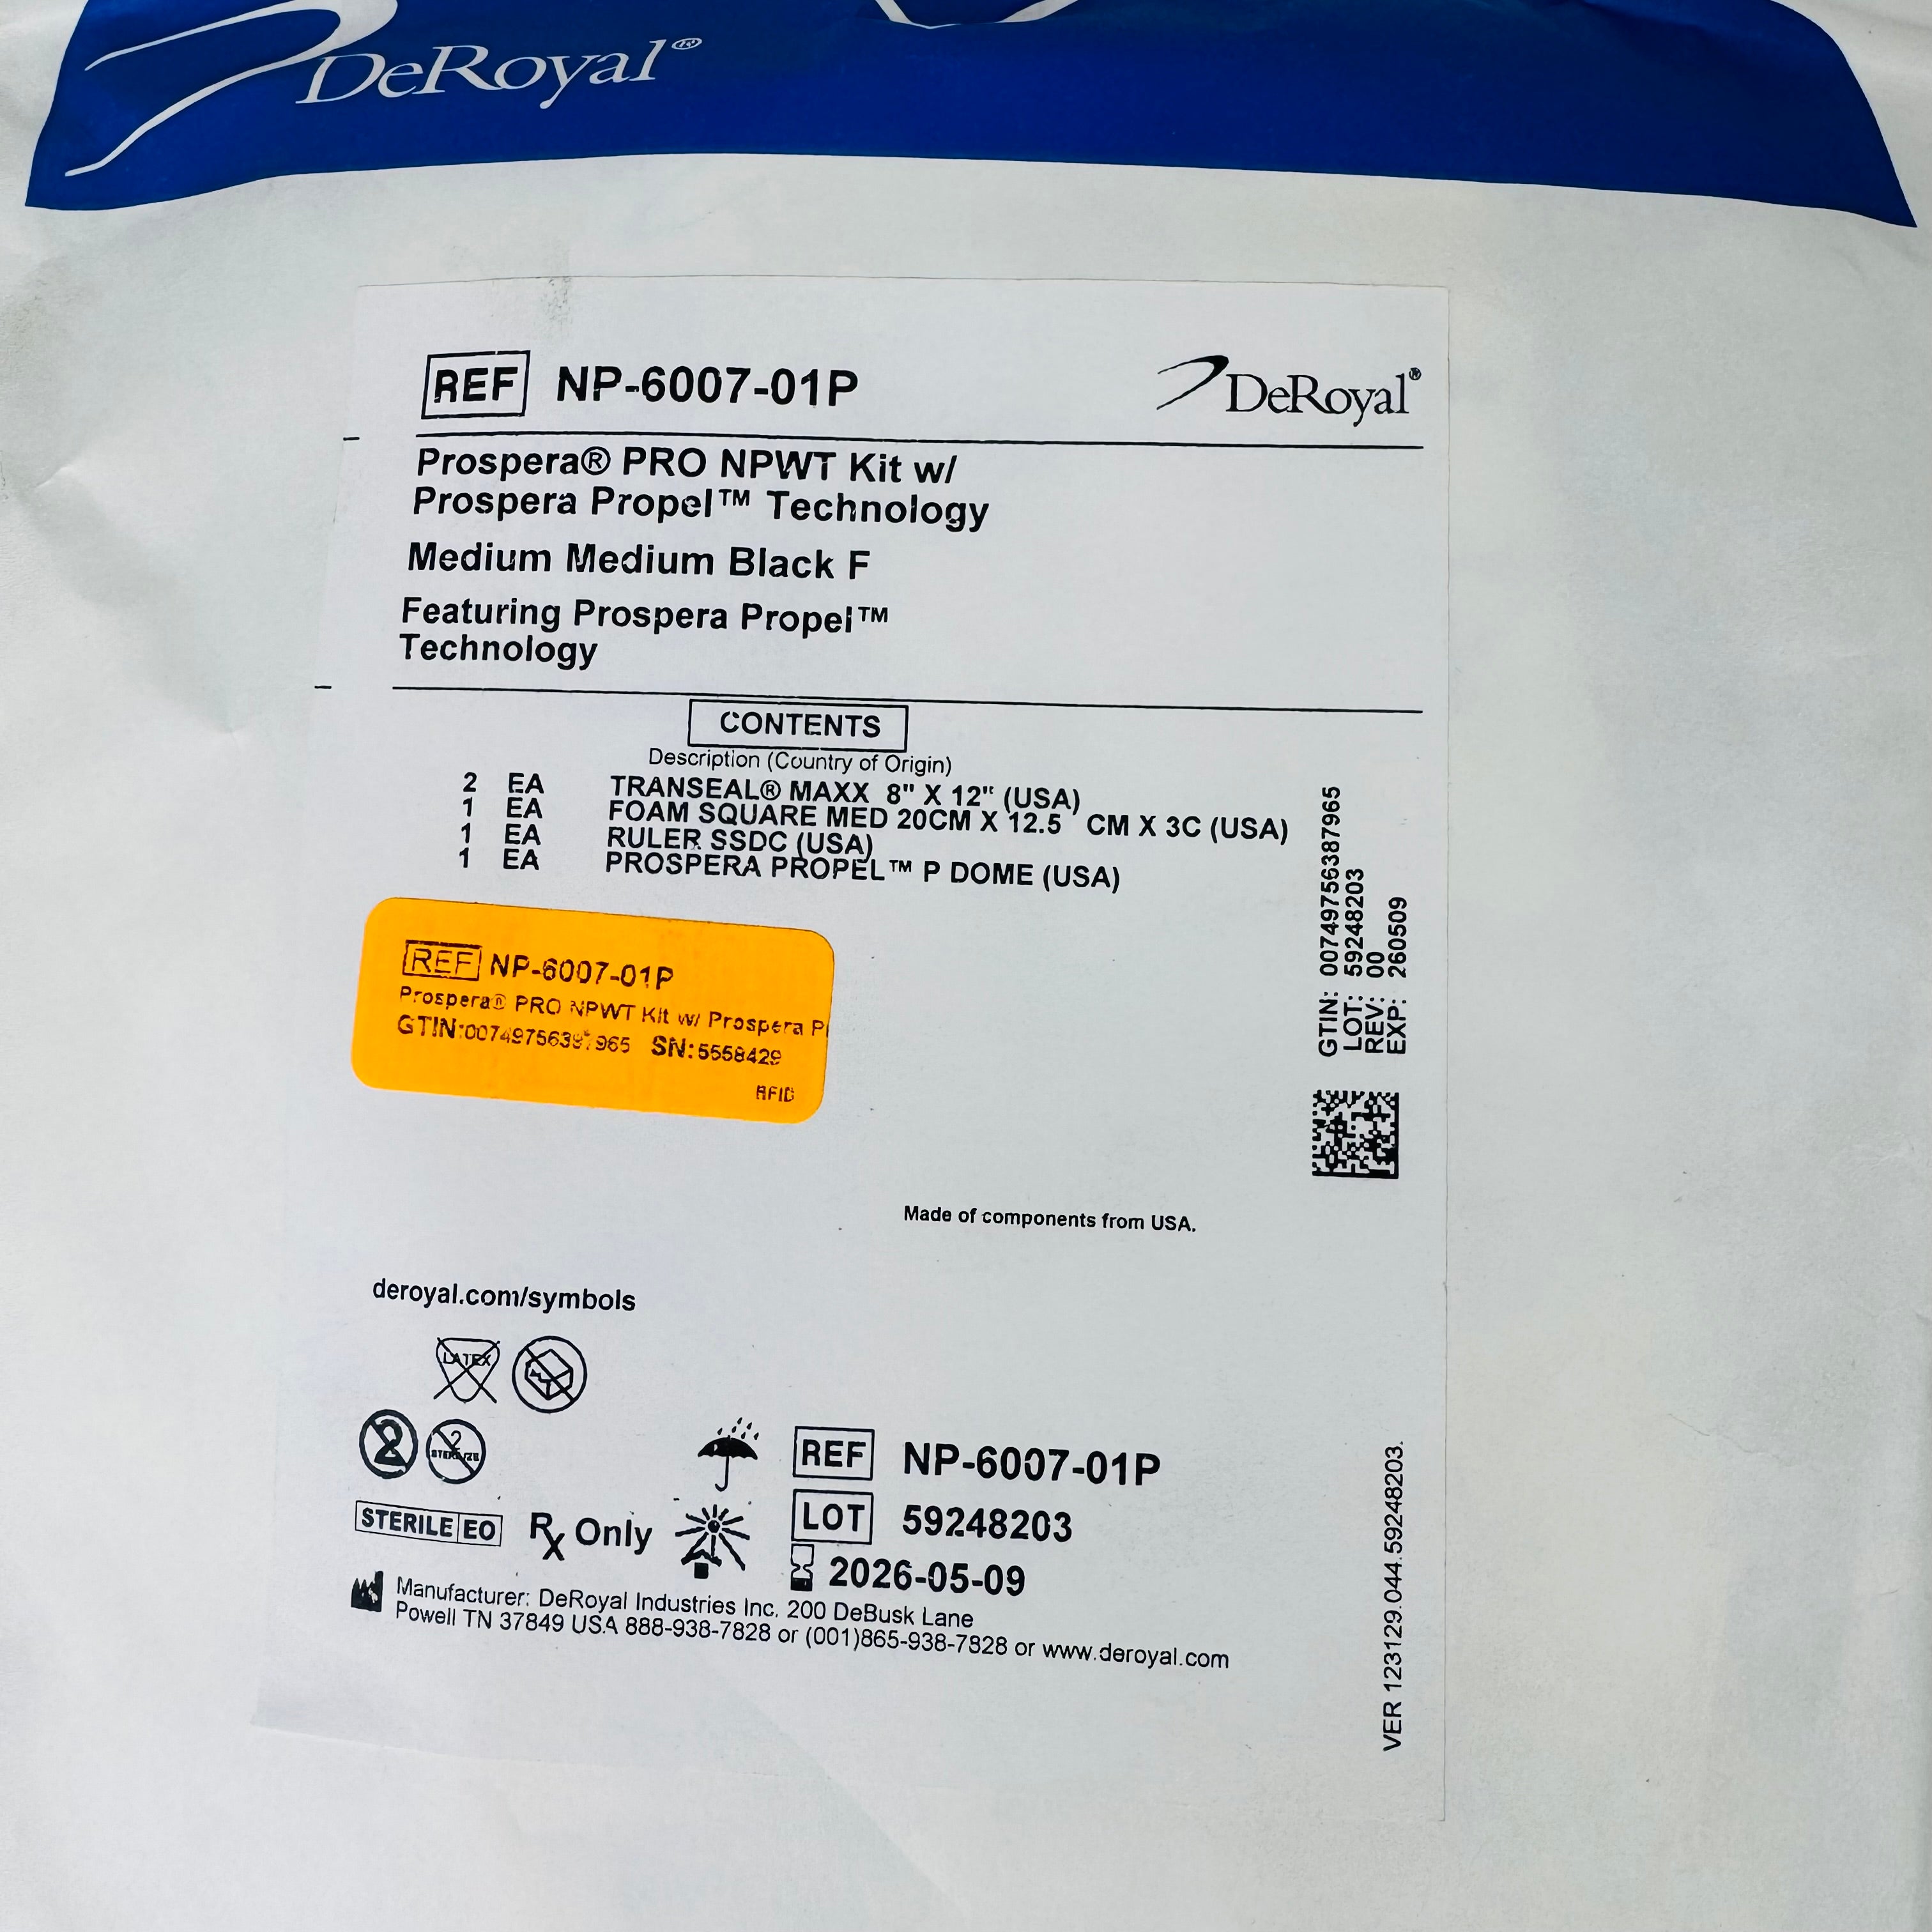 DeRoyal®
REF NP-6007-01P
DeRoyal®
Prospera® PRO NPWT Kit w/
Prospera Propel™ Technology
Medium Medium Black F
Featuring Prospera Propel™
Technology
CONTENTS
Description (Country of Origin)
2 EA TRANSEAL® MAXX 8" X 12" (USA)
1 EA FOAM SQUARE MED 20CM X 12.5 CM X 3C (USA)
1 EA RULER SSDC (USA)
1 EA PROSPERA PROPEL™ P DOME (USA)
GTIN: 00749756387965
LOT: 59248203
REV: 00
EXP: 260509
REF NP-6007-01P
Prospera® PRO NPWT Kit w/ Prospera P
GTIN:00749756387965 SN:5558429
RFID
Made of components from USA.
deroyal.com/symbols
LATEX
2
2 STERILIZE
REF NP-6007-01P
LOT 59248203
2026-05-09
STERILE EO Rx Only
Manufacturer: DeRoyal Industries Inc. 200 DeBusk Lane
Powell TN 37849 USA 888-938-7828 or (001)865-938-7828 or www.deroyal.com
VER 123129.044.59248203.